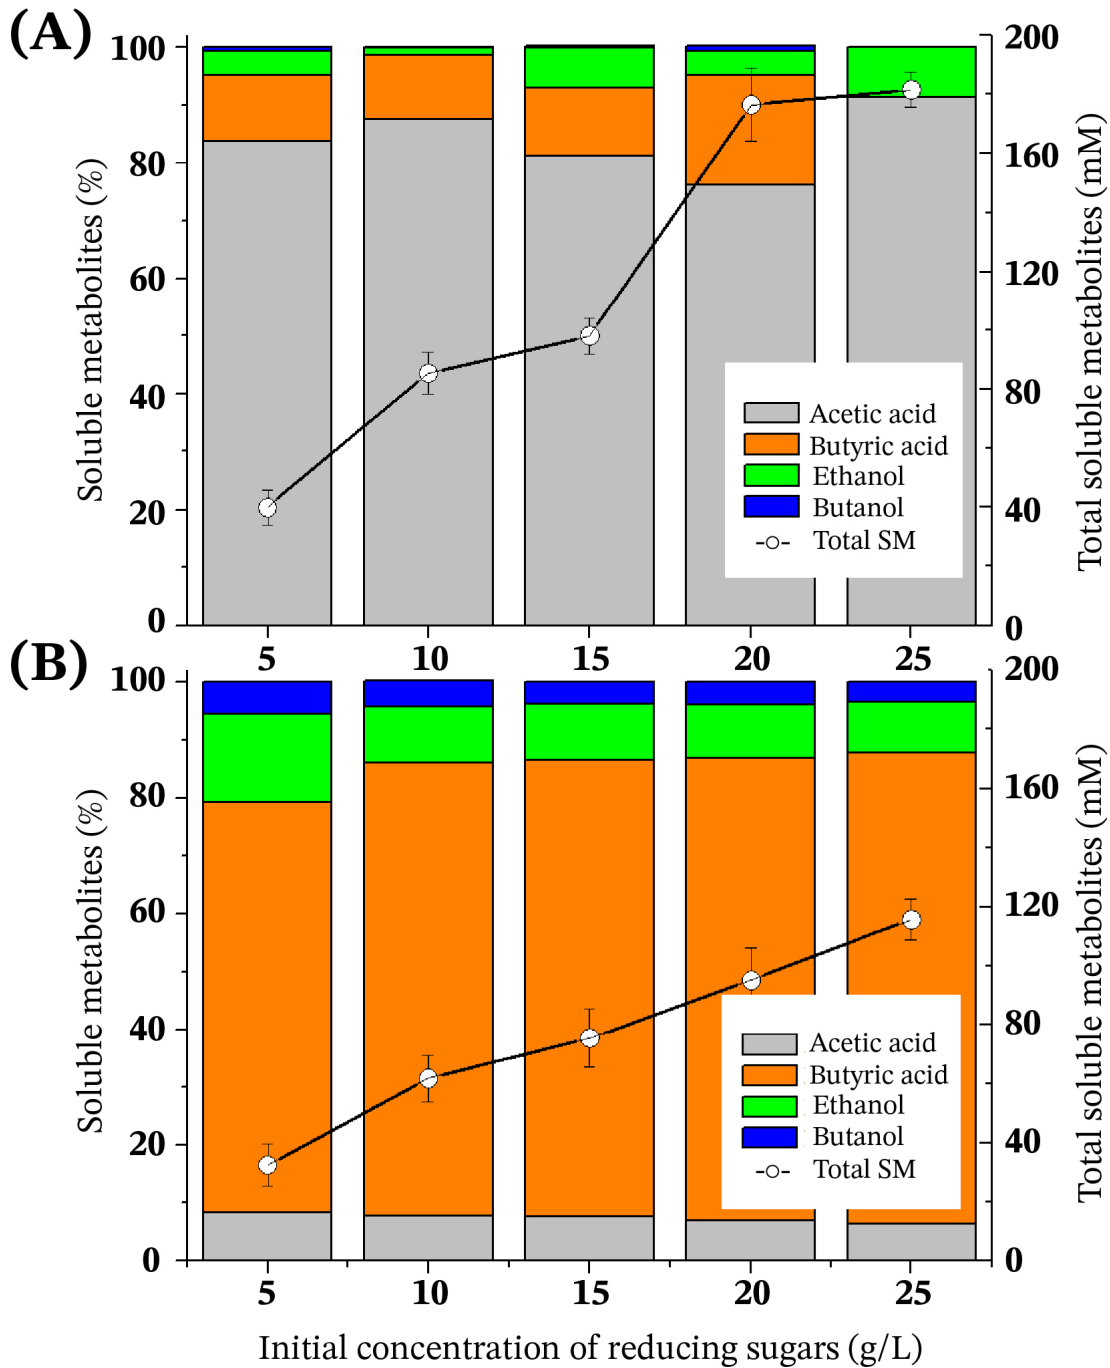 (A)
Soluble metabolites (%)
100
80
60
40
20
0
200
160
120
80
40
0
Total soluble metabolites (mM)
Acetic acid
Butyric acid
Ethanol
Butanol
Total SM
5 10 15 20 25
(B)
Soluble metabolites (%)
100
80
60
40
20
0
200
160
120
80
40
0
Total soluble metabolites (mM)
Acetic acid
Butyric acid
Ethanol
Butanol
Total SM
5 10 15 20 25
Initial concentration of reducing sugars (g/L)